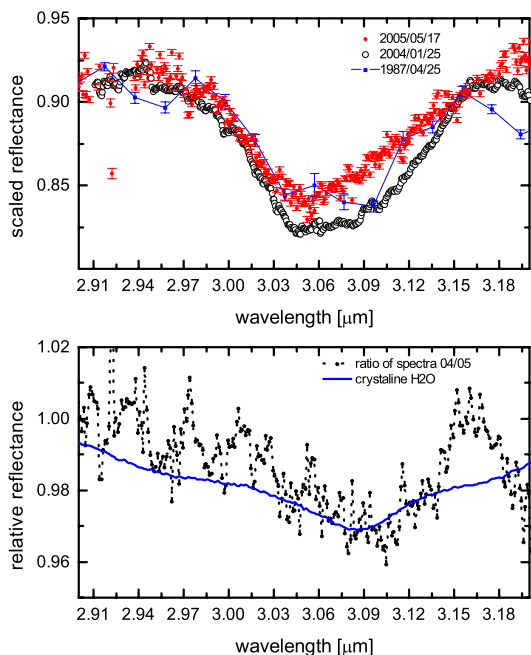 0.95
0.90
0.85
scaled reflectance
2005/05/17
2004/01/25
1987/04/25
2.91 2.94 2.97 3.00 3.03 3.06 3.09 3.12 3.15 3.18
wavelength [μm]
1.02
1.00
0.98
0.96
relative reflectance
ratio of spectra 04/05
crystaline H2O
2.91 2.94 2.97 3.00 3.03 3.06 3.09 3.12 3.15 3.18
wavelength [μm]